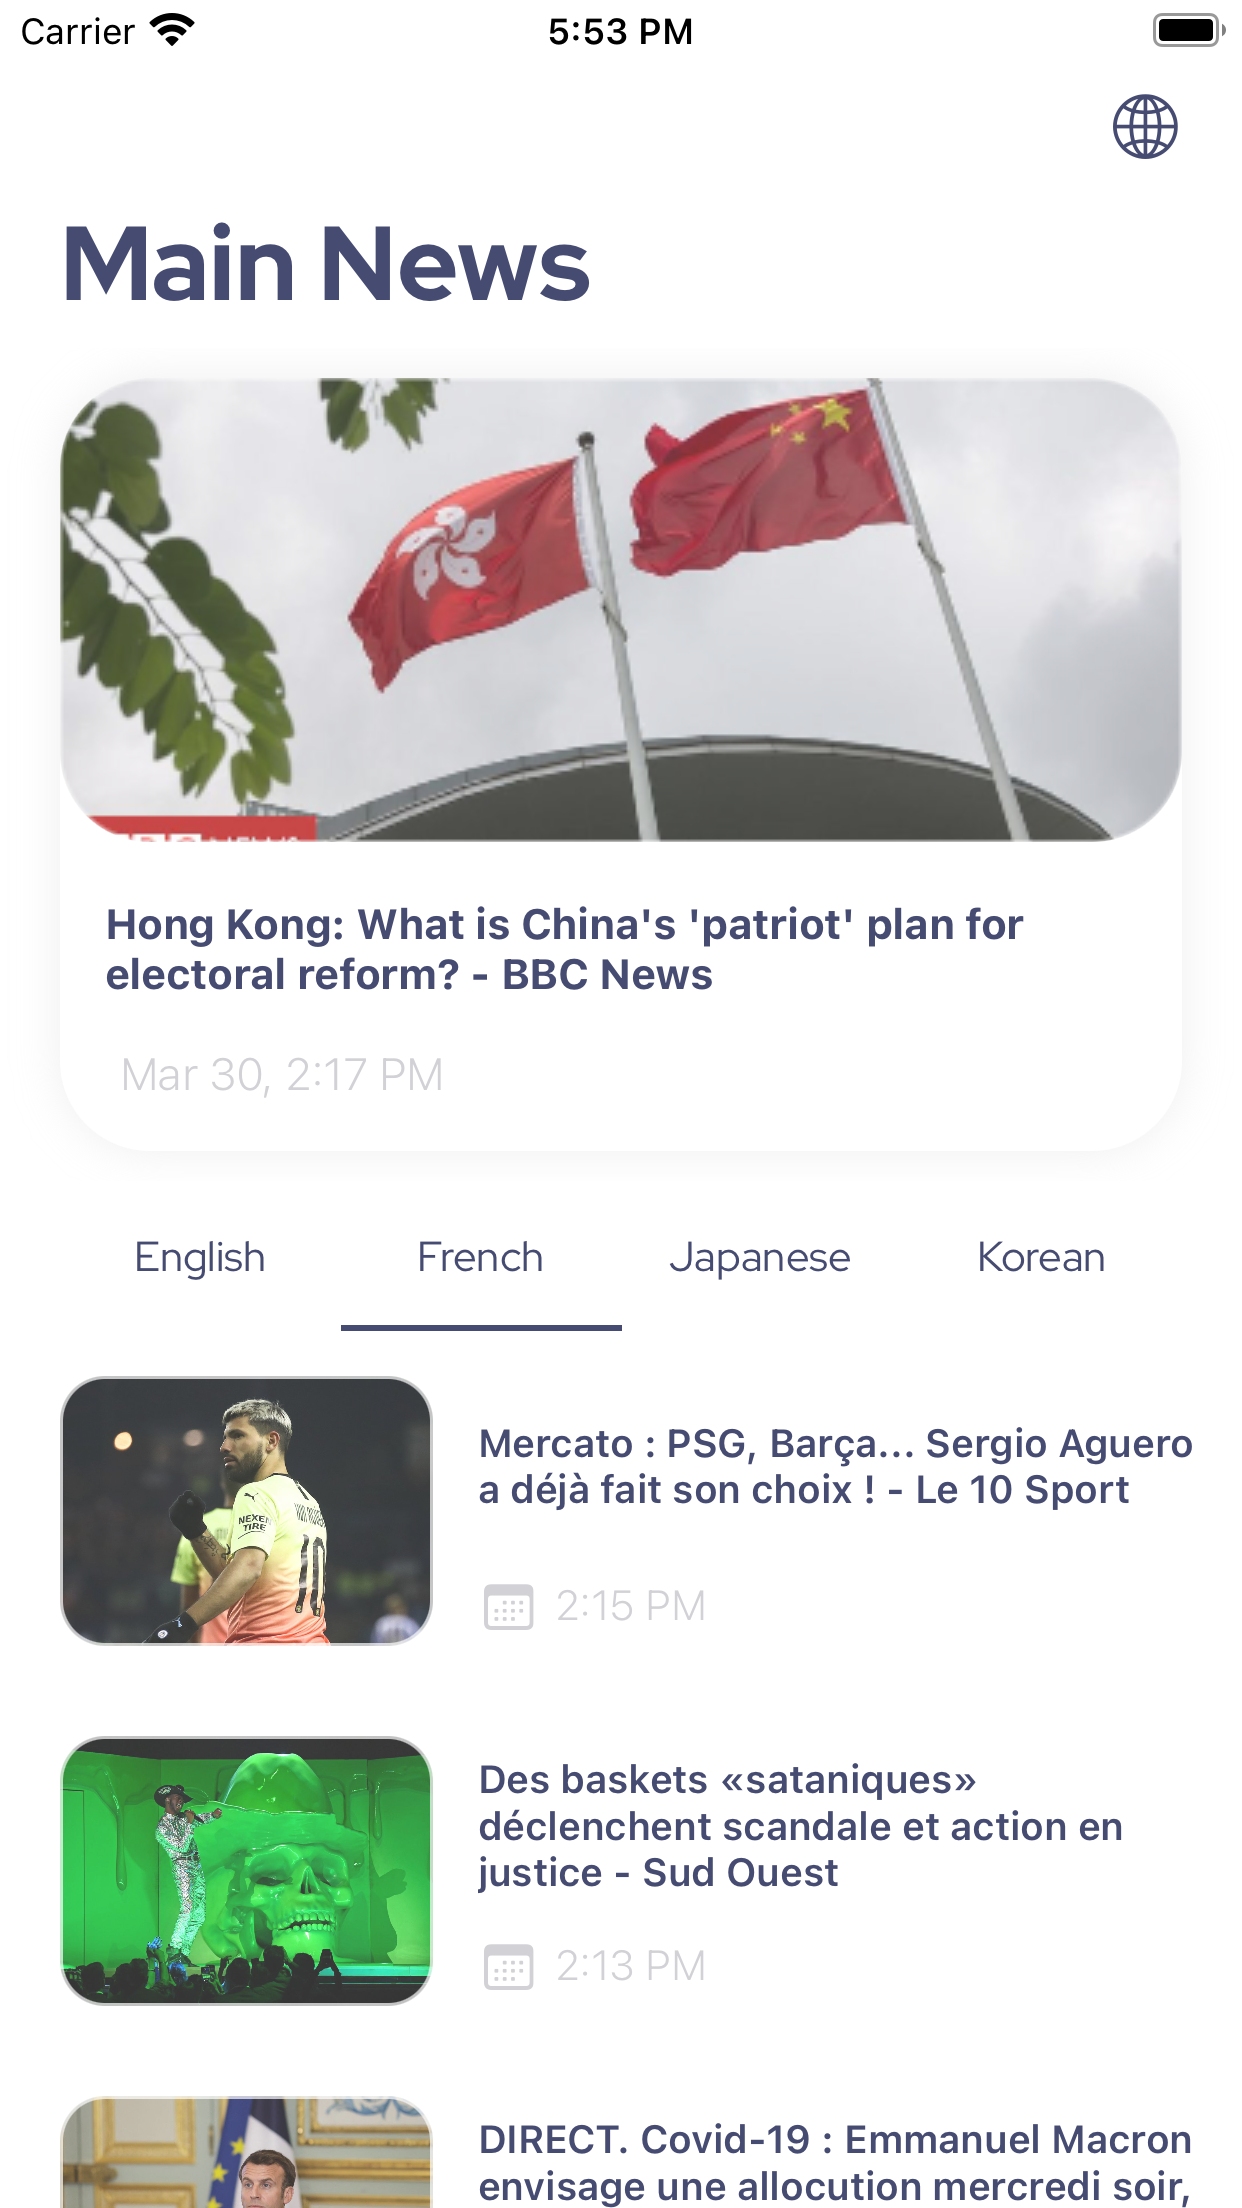 Carrier
5:53 PM
Main News
Hong Kong: What is China's 'patriot' plan for
electoral reform? - BBC News
Mar 30, 2:17 PM
English French Japanese Korean
Mercato : PSG, Barça... Sergio Aguero
a déjà fait son choix ! - Le 10 Sport
NEXEN
TIRE
10
2:15 PM
Des baskets «sataniques»
déclenchent scandale et action en
justice - Sud Ouest
2:13 PM
DIRECT. Covid-19 : Emmanuel Macron
envisage une allocution mercredi soir,